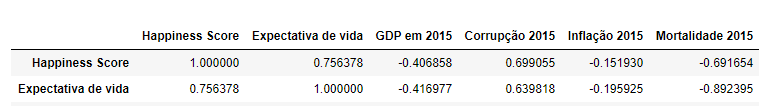 Happiness Score Expectativa de vida GDP em 2015 Corrupção 2015 Inflação 2015 Mortalidade 2015
Happiness Score 1.000000 0.756378 -0.406858 0.699055 -0.151930 -0.691654
Expectativa de vida 0.756378 1.000000 -0.416977 0.639818 -0.195925 -0.892395